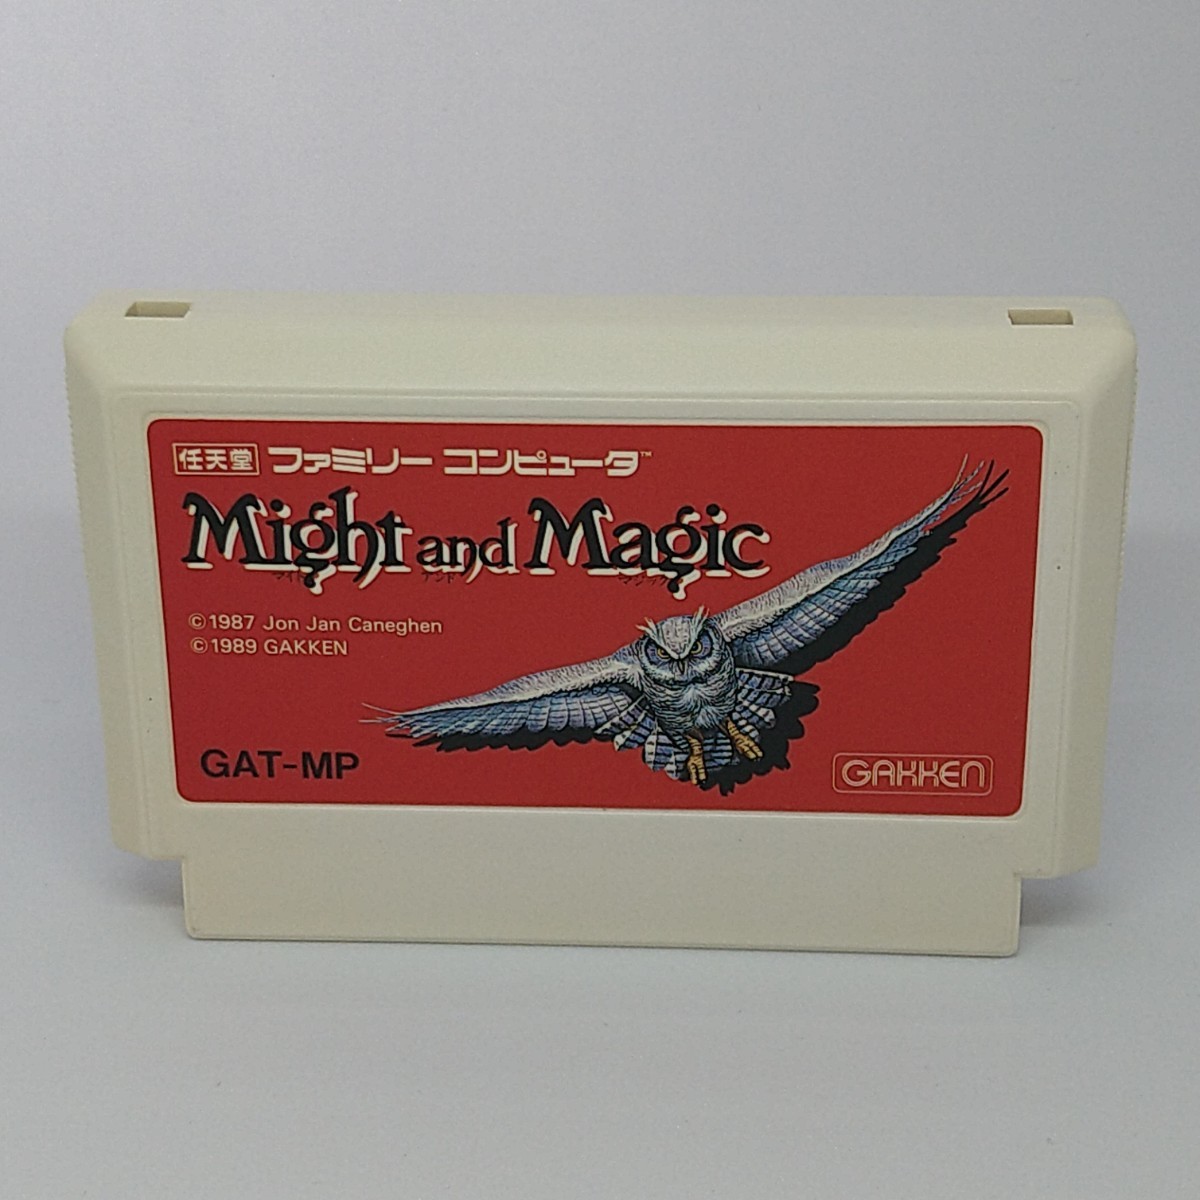 任天堂 ファミリーコンピュータ™
Might and Magic
マイト アンド マジック
©1987 Jon Jan Caneghen
©1989 GAKKEN
GAT-MP
GAKKEN